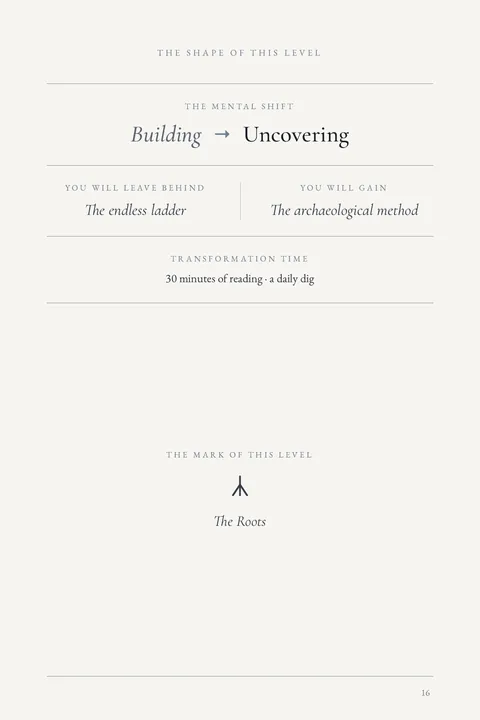 THE SHAPE OF THIS LEVEL
THE MENTAL SHIFT
Building → Uncovering
YOU WILL LEAVE BEHIND
The endless ladder
YOU WILL GAIN
The archaeological method
TRANSFORMATION TIME
30 minutes of reading · a daily dig
THE MARK OF THIS LEVEL
The Roots
16